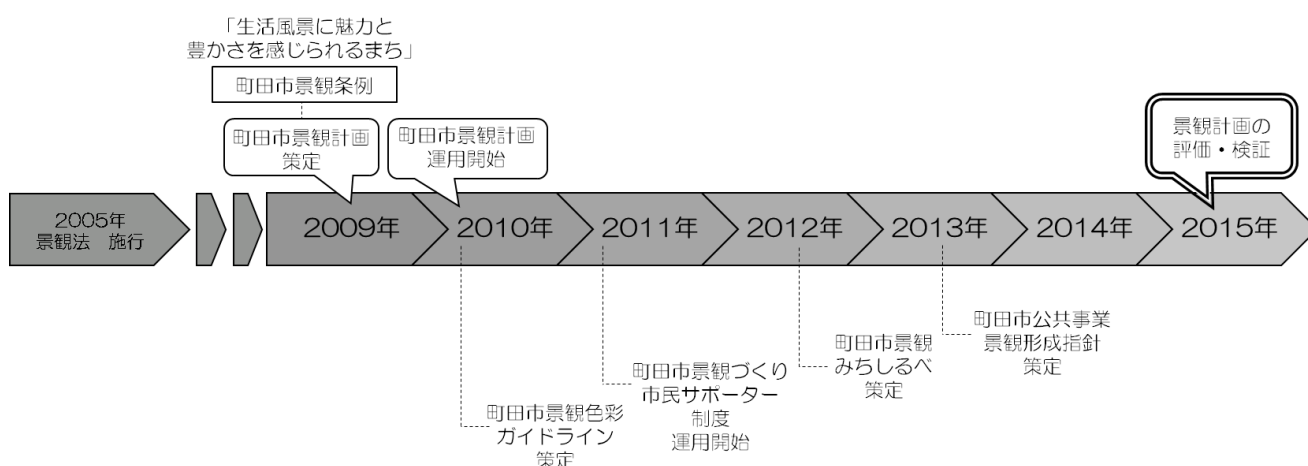 「生活風景に魅力と
豊かさを感じられるまち」
町田市景観条例
町田市景観計画
策定
町田市景観計画
運用開始
景観計画の
評価・検証
2005年
景観法 施行
2009年
2010年
2011年
2012年
2013年
2014年
2015年
町田市景観色彩
ガイドライン
策定
町田市景観づくり
市民サポーター
制度
運用開始
町田市景観
みちしるべ
策定
町田市公共事業
景観形成指針
策定